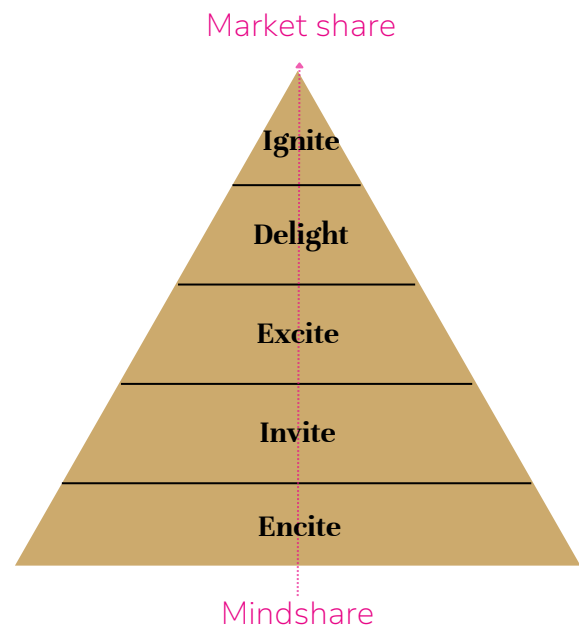 Market share
Ignite
Delight
Excite
Invite
Encite
Mindshare